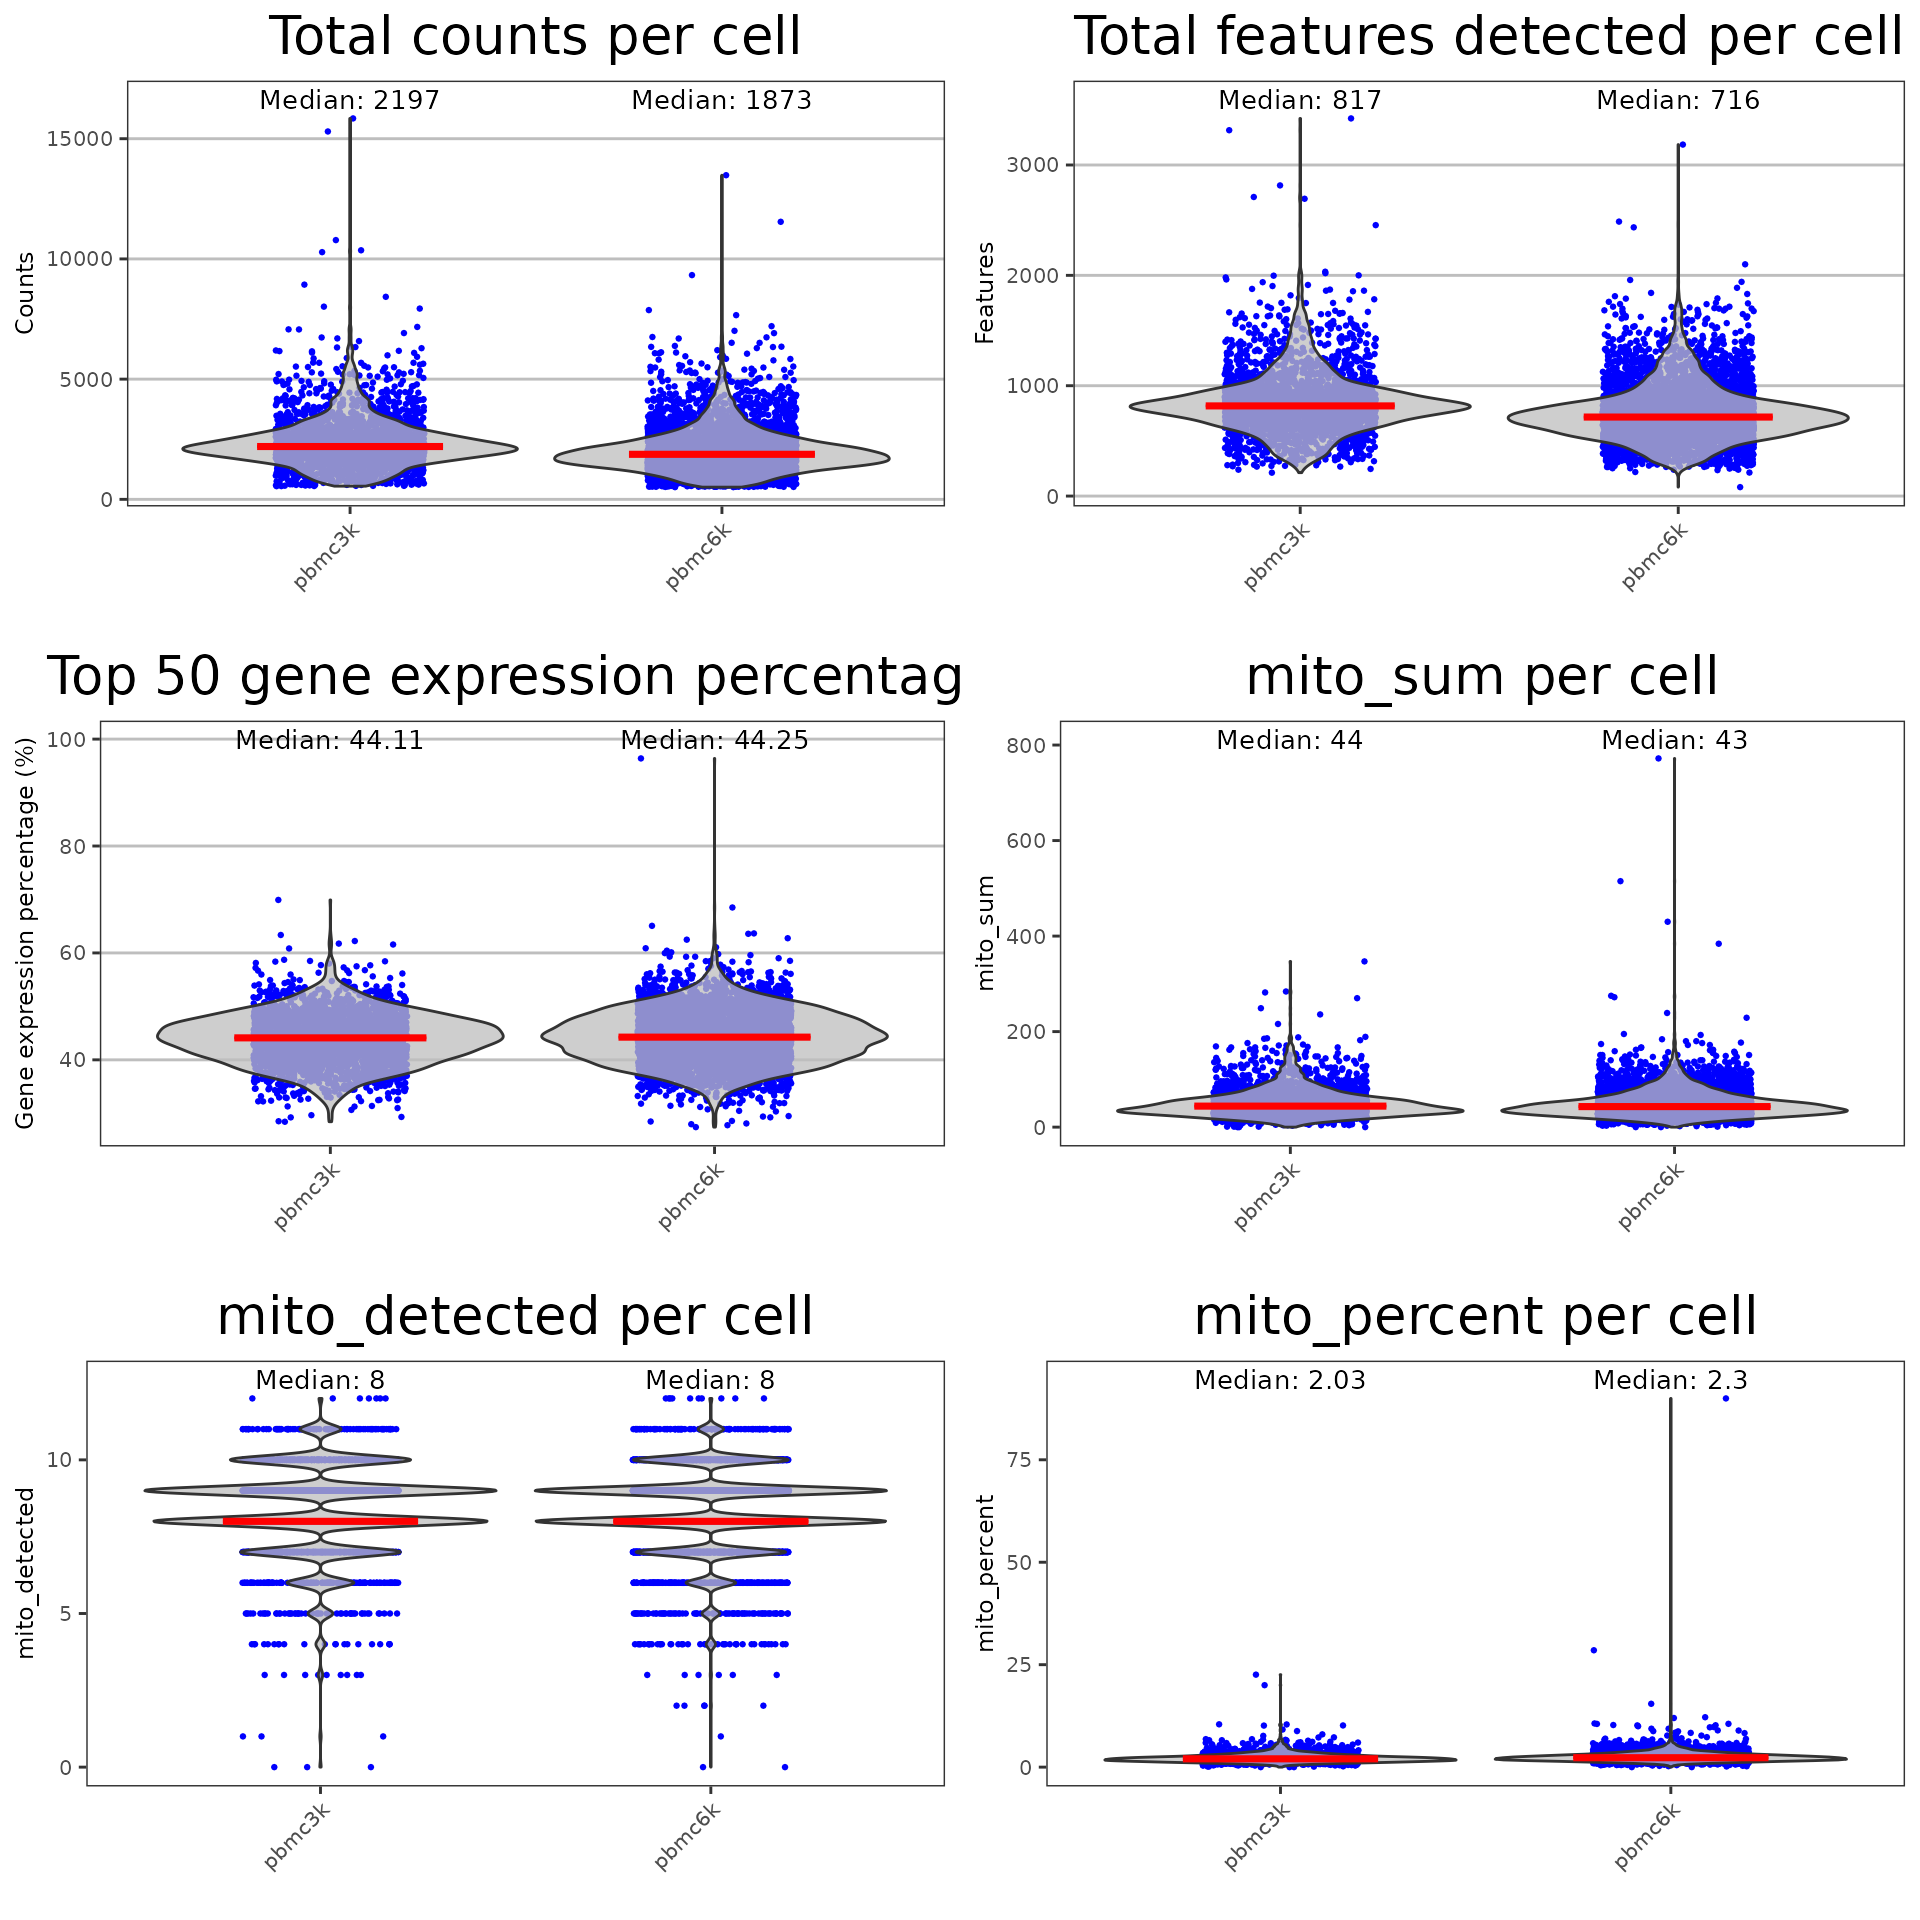 Total counts per cell
Median: 2197 Median: 1873
15000
10000
5000
0
Counts
pbmc3k pbmc6k
Total features detected per cell
Median: 817 Median: 716
3000
2000
1000
0
Features
pbmc3k pbmc6k
Top 50 gene expression percentag
Median: 44.11 Median: 44.25
100
80
60
40
Gene expression percentage (%)
pbmc3k pbmc6k
mito_sum per cell
Median: 44 Median: 43
800
600
400
200
0
mito_sum
pbmc3k pbmc6k
mito_detected per cell
Median: 8 Median: 8
10
5
0
mito_detected
pbmc3k pbmc6k
mito_percent per cell
Median: 2.03 Median: 2.3
75
50
25
0
mito_percent
pbmc3k pbmc6k